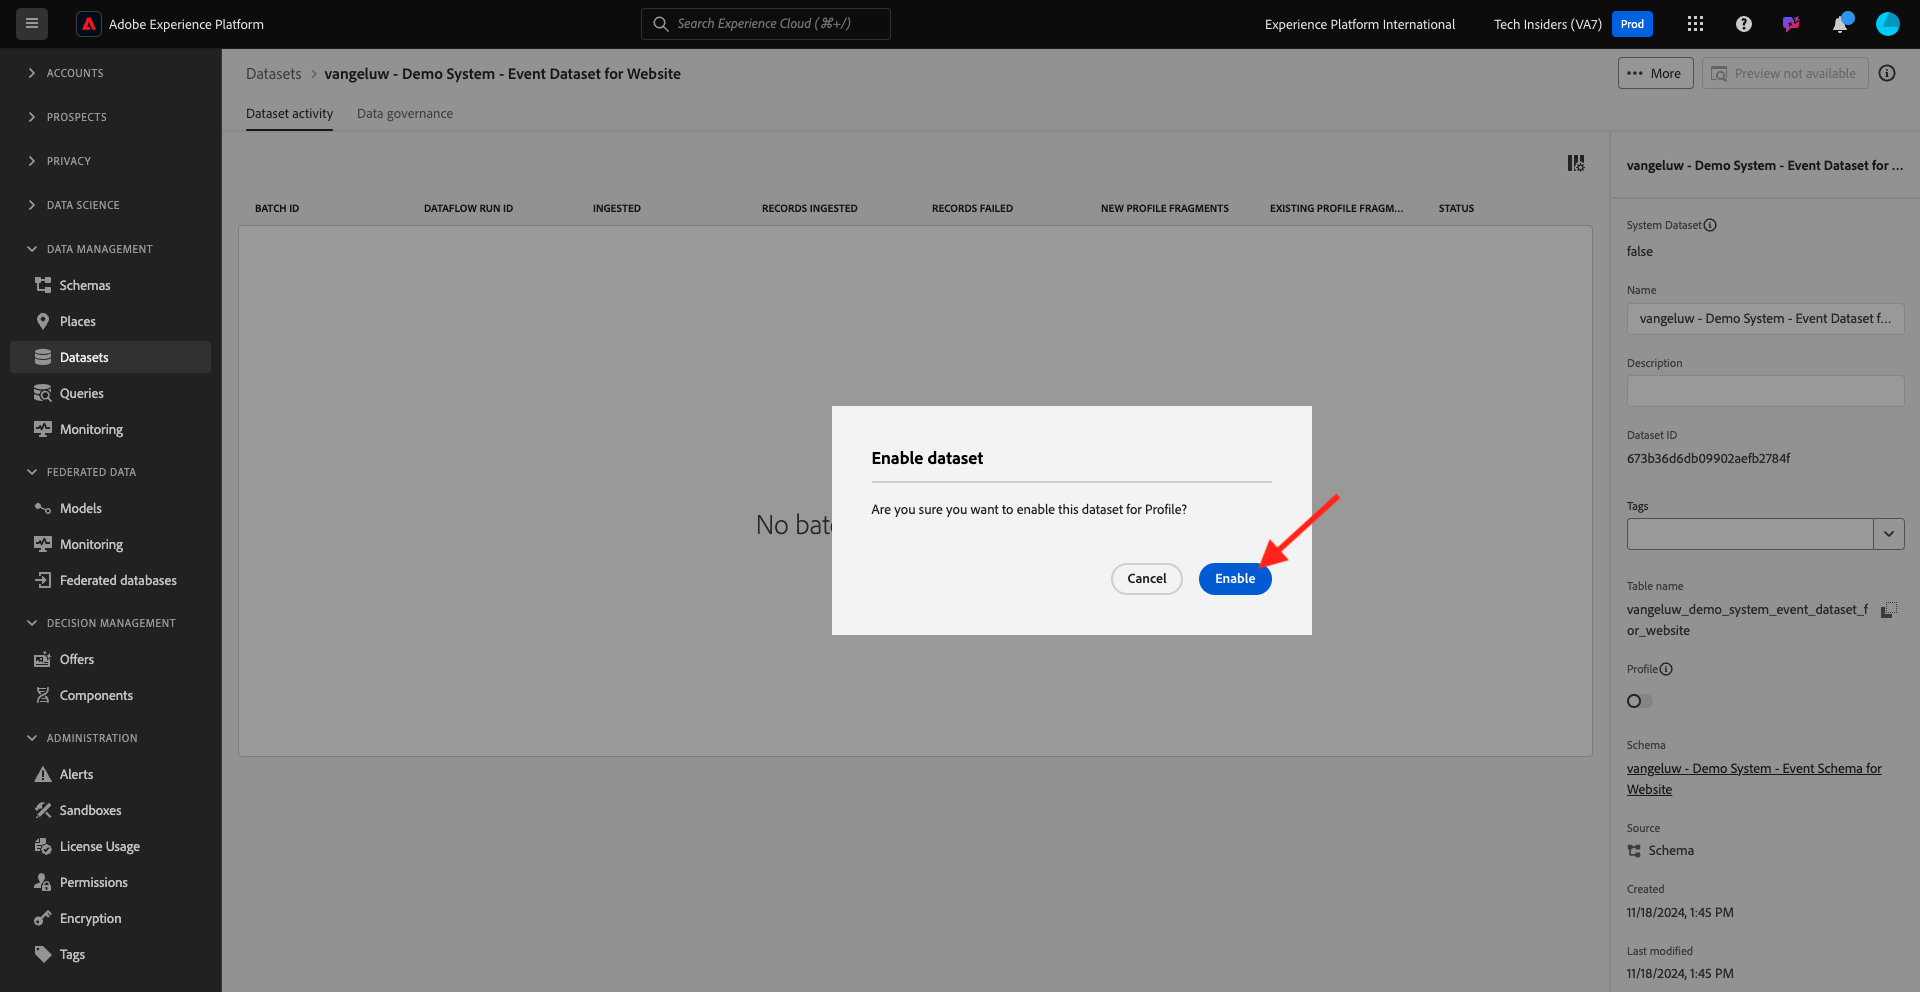 Adobe Experience Platform
Search Experience Cloud (⌘+/)
Experience Platform International
Tech Insiders (VA7)
Prod
ACCOUNTS
PROSPECTS
PRIVACY
DATA SCIENCE
DATA MANAGEMENT
Schemas
Places
Datasets
Queries
Monitoring
FEDERATED DATA
Models
Monitoring
Federated databases
DECISION MANAGEMENT
Offers
Components
ADMINISTRATION
Alerts
Sandboxes
License Usage
Permissions
Encryption
Tags
Datasets > vangeluw - Demo System - Event Dataset for Website
More
Preview not available
Dataset activity
Data governance
BATCH ID
DATAFLOW RUN ID
INGESTED
RECORDS INGESTED
RECORDS FAILED
NEW PROFILE FRAGMENTS
EXISTING PROFILE FRAGM...
STATUS
No bat
Enable dataset
Are you sure you want to enable this dataset for Profile?
Cancel
Enable
vangeluw - Demo System - Event Dataset for ...
System Dataset
false
Name
vangeluw - Demo System - Event Dataset f...
Description
Dataset ID
673b36d6db09902aefb2784f
Tags
Table name
vangeluw_demo_system_event_dataset_f
or_website
Profile
Schema
vangeluw - Demo System - Event Schema for
Website
Source
Schema
Created
11/18/2024, 1:45 PM
Last modified
11/18/2024, 1:45 PM